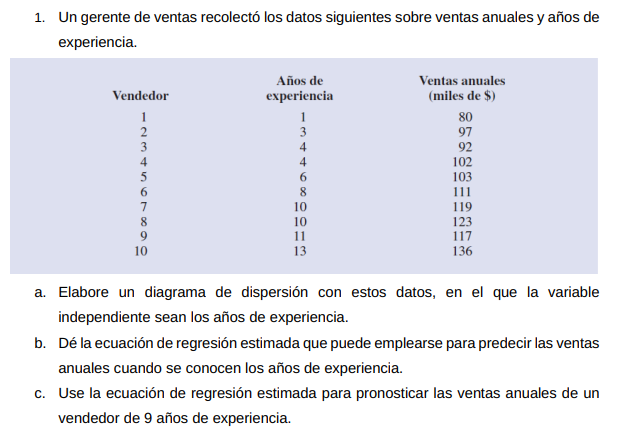 1. Un gerente de ventas recolectó los datos siguientes sobre ventas anuales y años de
experiencia.
Años de Ventas anuales
Vendedor experiencia (miles de $)
1 1 80
2 3 97
3 4 92
4 4 102
5 6 103
6 8 111
7 10 119
8 10 123
9 11 117
10 13 136
a. Elabore un diagrama de dispersión con estos datos, en el que la variable
independiente sean los años de experiencia.
b. Dé la ecuación de regresión estimada que puede emplearse para predecir las ventas
anuales cuando se conocen los años de experiencia.
c. Use la ecuación de regresión estimada para pronosticar las ventas anuales de un
vendedor de 9 años de experiencia.